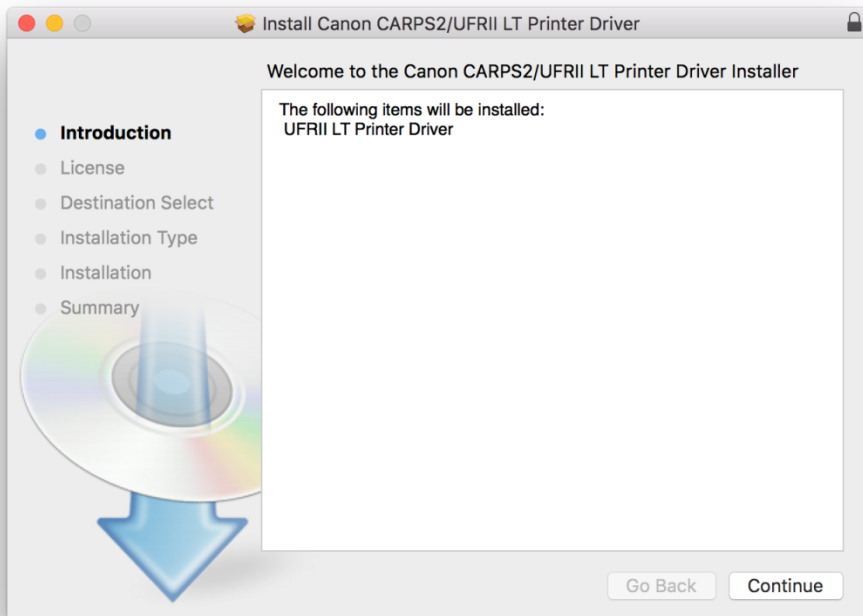 Install Canon CARPS2/UFRII LT Printer Driver
Welcome to the Canon CARPS2/UFRII LT Printer Driver Installer
Introduction
License
Destination Select
Installation Type
Installation
Summary
The following items will be installed:
UFRII LT Printer Driver
Go Back
Continue